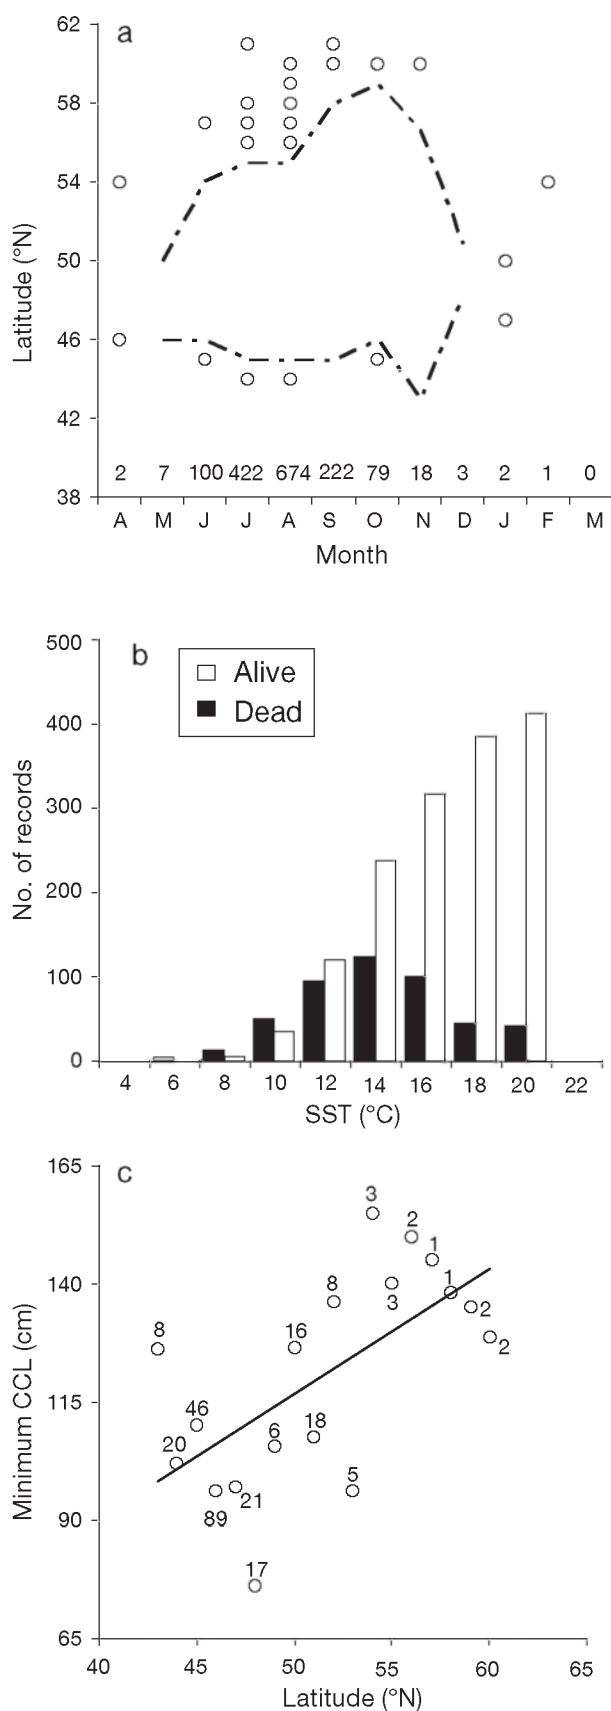 a
62
58
54
50
46
42
38
Latitude (°N)
2 7 100 422 674 222 79 18 3 2 1 0
A M J J A S O N D J F M
Month
b
Alive
Dead
500
400
300
200
100
0
No. of records
4 6 8 10 12 14 16 18 20 22
SST (°C)
c
165
140
115
90
65
Minimum CCL (cm)
3
2
1
8
3
1
2
8
16
2
46
20
6
18
89
21
5
17
40 45 50 55 60 65
Latitude (°N)